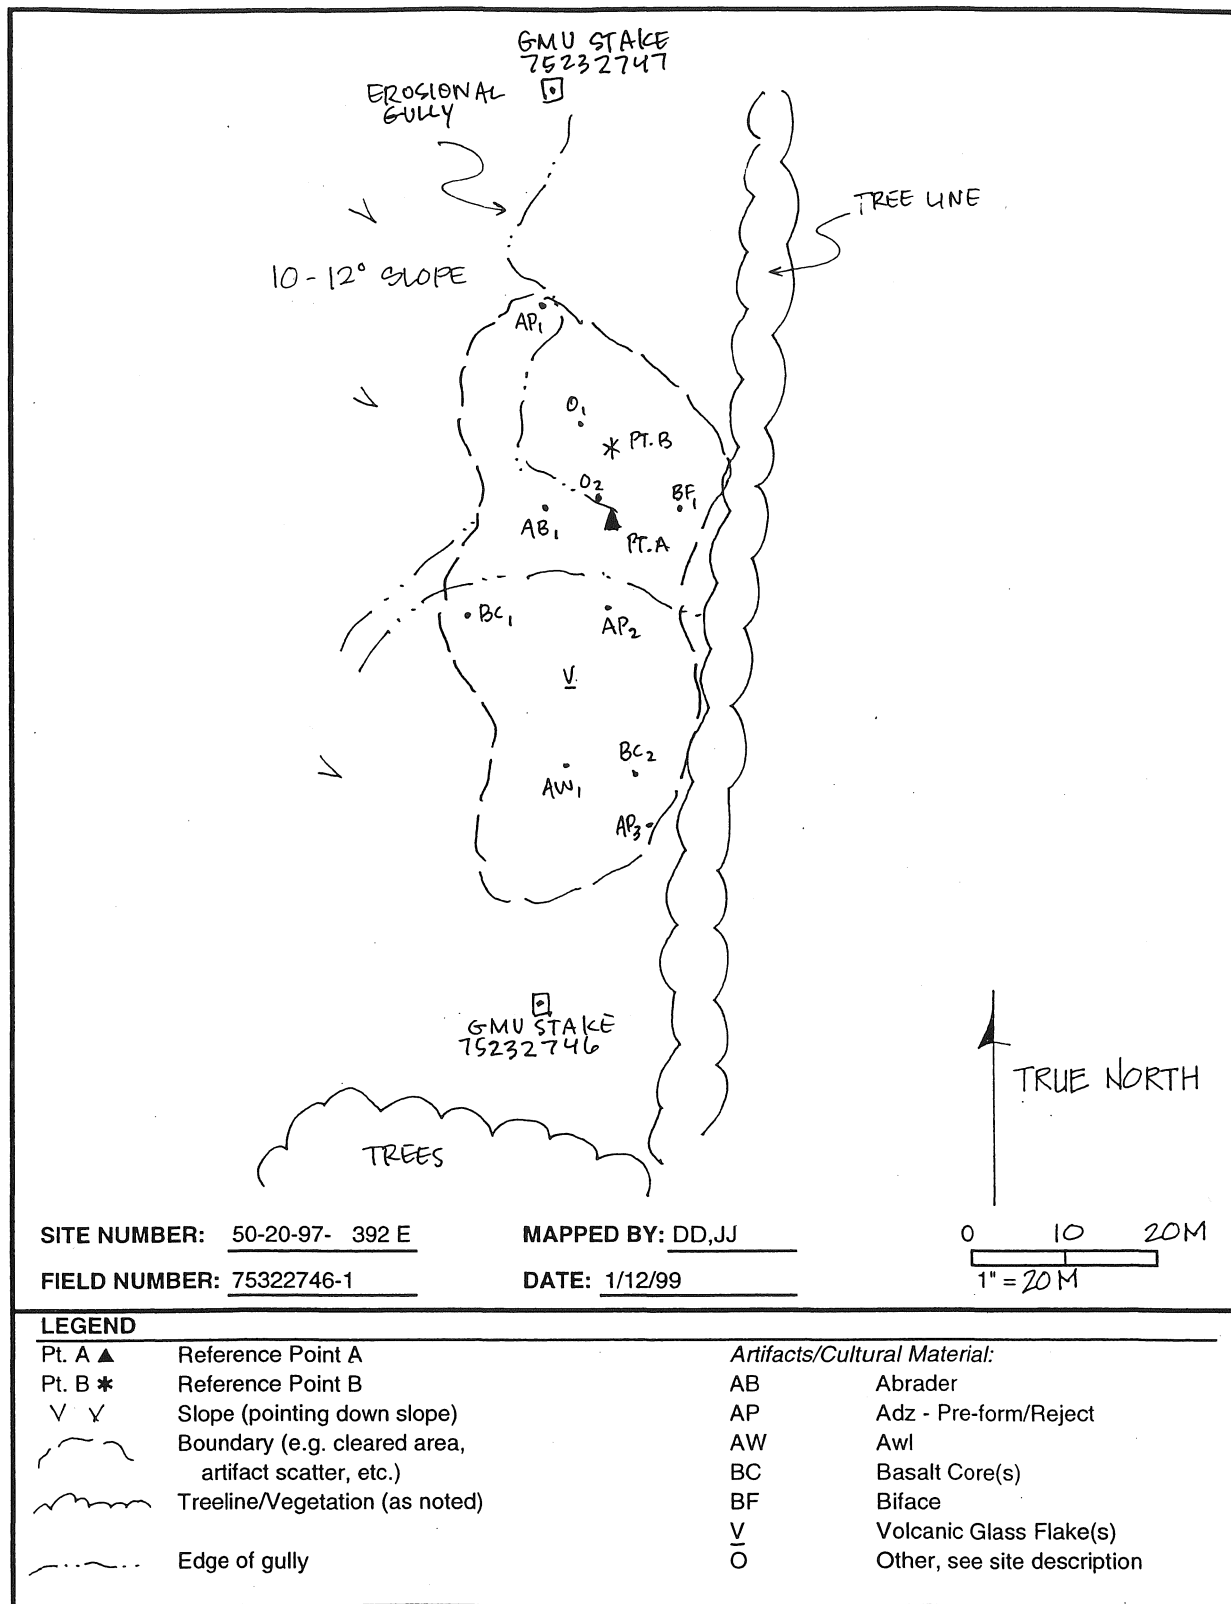 GMU STAKE
75232747
EROSIONAL
GULLY
TREE LINE
10-12° SLOPE
AP1
O1
PT.B
O2
BF1
AB1
PT.A
BC1
AP2
V
BC2
AW1
AP3
GMU STAKE
75232746
TRUE NORTH
TREES
SITE NUMBER: 50-20-97- 392 E
MAPPED BY: DD,JJ
0 10 20M
FIELD NUMBER: 75322746-1
DATE: 1/12/99
1" = 20M
LEGEND
Pt. A ▲ Reference Point A
Pt. B * Reference Point B
V V Slope (pointing down slope)
Boundary (e.g. cleared area,
artifact scatter, etc.)
Treeline/Vegetation (as noted)
Edge of gully
Artifacts/Cultural Material:
AB Abrader
AP Adz - Pre-form/Reject
AW Awl
BC Basalt Core(s)
BF Biface
V Volcanic Glass Flake(s)
O Other, see site description